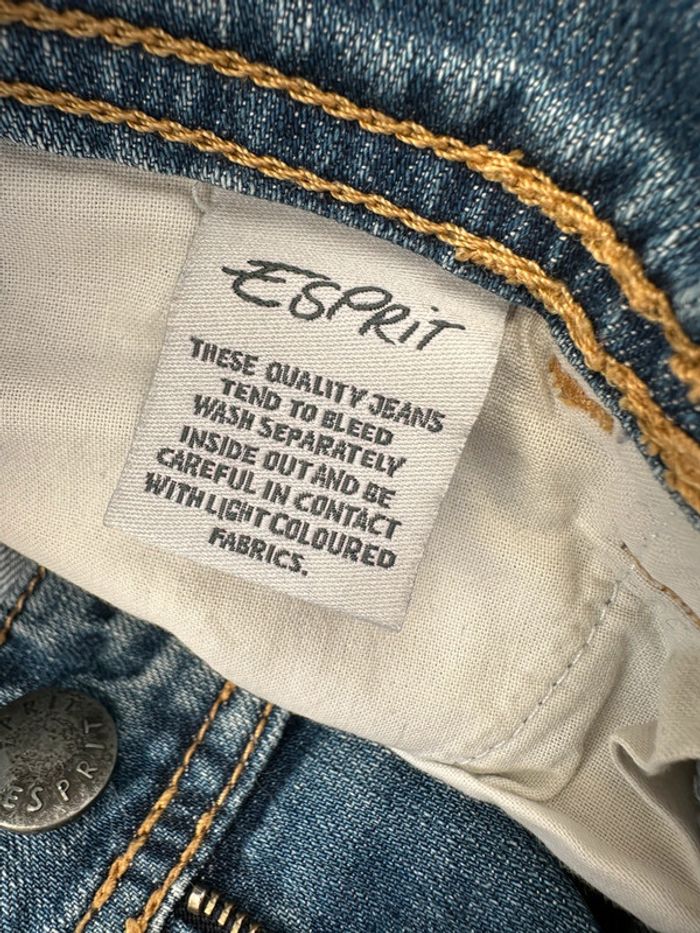 ESPRiT
THESE QUALITY JEANS
TEND TO BLEED
WASH SEPARATELY
INSIDE OUT AND BE
CAREFUL IN CONTACT
WITH LIGHT COLOURED
FABRICS.
ESPRIT